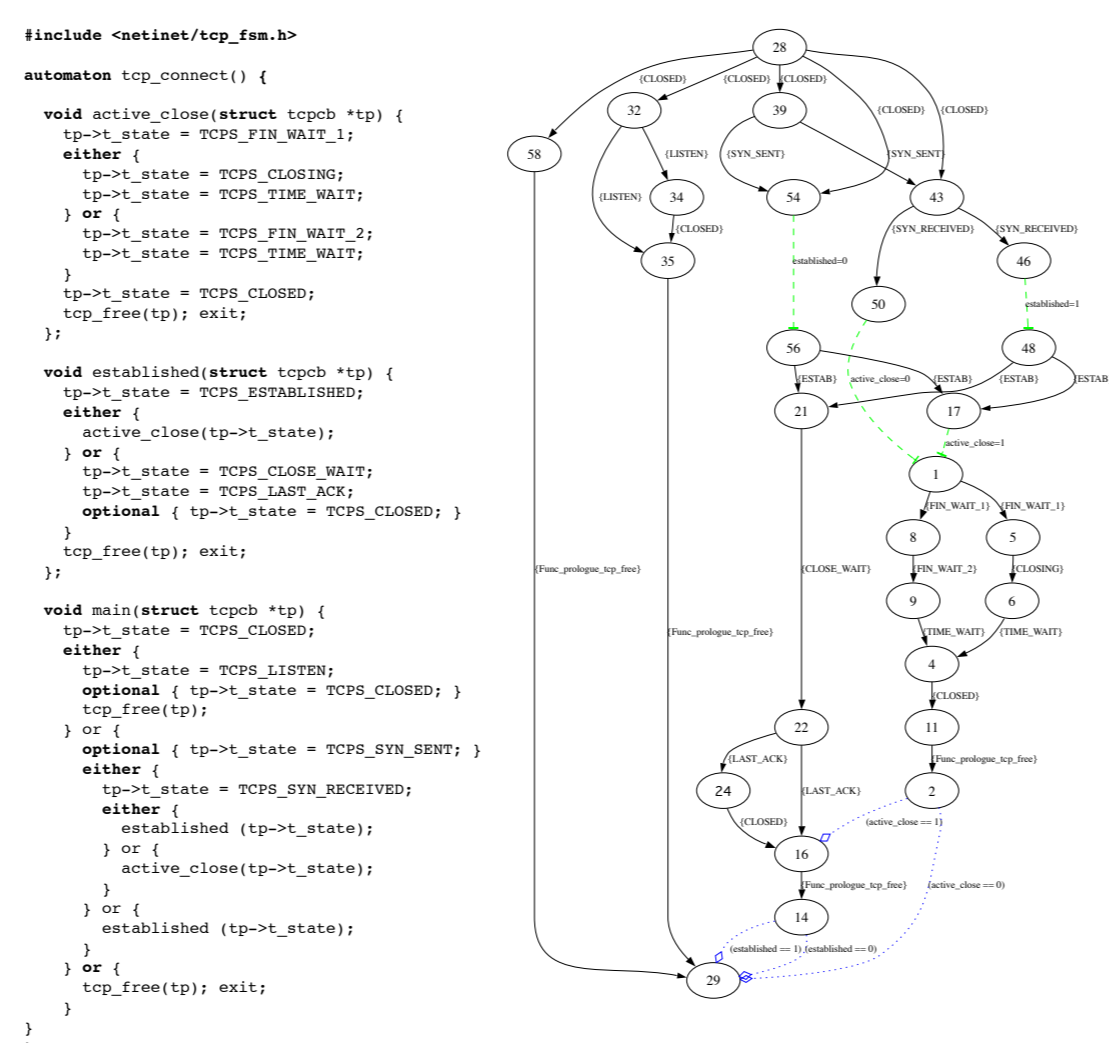 #include <netinet/tcp_fsm.h>
automaton tcp_connect() {
void active_close(struct tcpcb *tp) {
tp->t_state = TCPS_FIN_WAIT_1;
either {
tp->t_state = TCPS_CLOSING;
tp->t_state = TCPS_TIME_WAIT;
} or {
tp->t_state = TCPS_FIN_WAIT_2;
tp->t_state = TCPS_TIME_WAIT;
}
tp->t_state = TCPS_CLOSED;
tcp_free(tp); exit;
};
void established(struct tcpcb *tp) {
tp->t_state = TCPS_ESTABLISHED;
either {
active_close(tp->t_state);
} or {
tp->t_state = TCPS_CLOSE_WAIT;
tp->t_state = TCPS_LAST_ACK;
optional { tp->t_state = TCPS_CLOSED; }
}
tcp_free(tp); exit;
};
void main(struct tcpcb *tp) {
tp->t_state = TCPS_CLOSED;
either {
tp->t_state = TCPS_LISTEN;
optional { tp->t_state = TCPS_CLOSED; }
tcp_free(tp);
} or {
optional { tp->t_state = TCPS_SYN_SENT; }
either {
tp->t_state = TCPS_SYN_RECEIVED;
either {
established (tp->t_state);
} or {
active_close(tp->t_state);
}
} or {
established (tp->t_state);
}
} or {
tcp_free(tp); exit;
}
}
28
{CLOSED} {CLOSED} {CLOSED}
32 39
{CLOSED} {CLOSED}
58
{LISTEN} {SYN_SENT} {SYN_SENT}
34 54 43
{LISTEN}
{CLOSED} {SYN_RECEIVED} {SYN_RECEIVED}
35 established=0 46
50 established=1
56 48
{ESTAB} active_close=0 {ESTAB} {ESTAB} {ESTAB
21 17
active_close=1
1
{FIN_WAIT_1} {FIN_WAIT_1}
8 5
{Func_prologue_tcp_free} {CLOSE_WAIT} {FIN_WAIT_2} {CLOSING}
9 6
{Func_prologue_tcp_free} {TIME_WAIT} {TIME_WAIT}
4
{CLOSED}
22 11
{LAST_ACK} {Func_prologue_tcp_free}
24 {LAST_ACK} 2
{CLOSED} (active_close == 1}
16
{Func_prologue_tcp_free} (active_close == 0)
14
(established == 1) (established == 0)
29